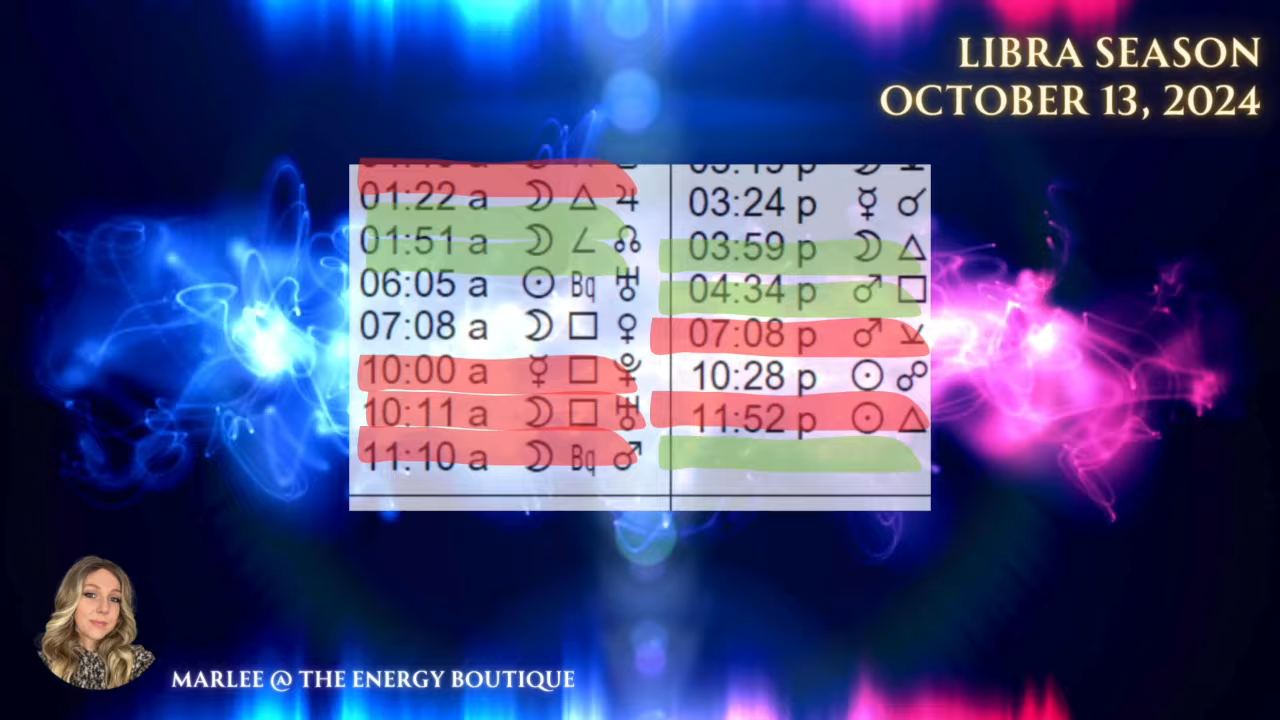 LIBRA SEASON
OCTOBER 13, 2024
01:22 a ☽ △ ♃
01:51 a ☽ ∠ ☊
06:05 a ☉ Bq ♅
07:08 a ☽ □ ♀
10:00 a ☿ □ ♇
10:11 a ☽ □ ♅
11:10 a ☽ Bq ♂
03:24 p ☿ ☌
03:59 p ☽ △
04:34 p ♂ □
07:08 p ♂ ⚺
10:28 p ☉ ☍
11:52 p ☉ △
MARLEE @ THE ENERGY BOUTIQUE